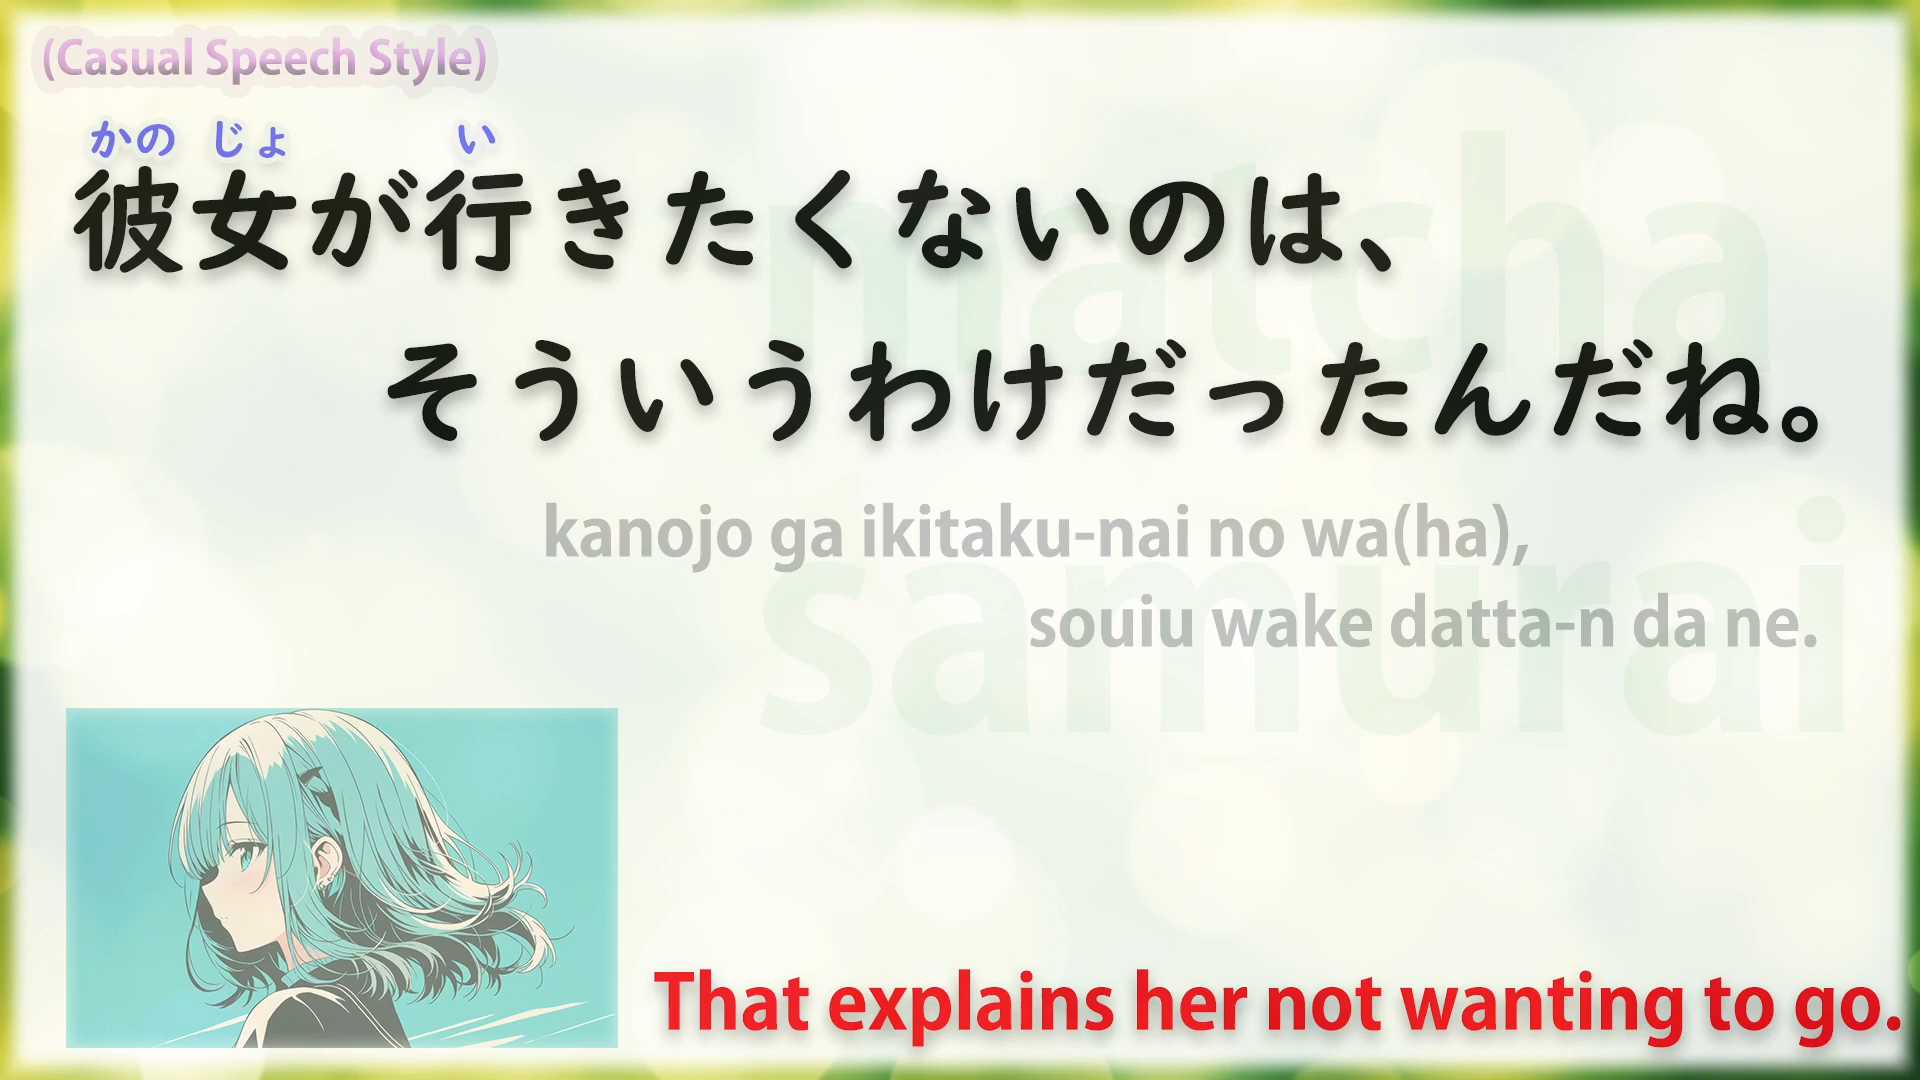 (Casual Speech Style)
かの じょ い
彼女が行きたくないのは、
そういうわけだったんだね。
kanojo ga ikitaku-nai no wa(ha),
souiu wake datta-n da ne.
matcha
samurai
That explains her not wanting to go.